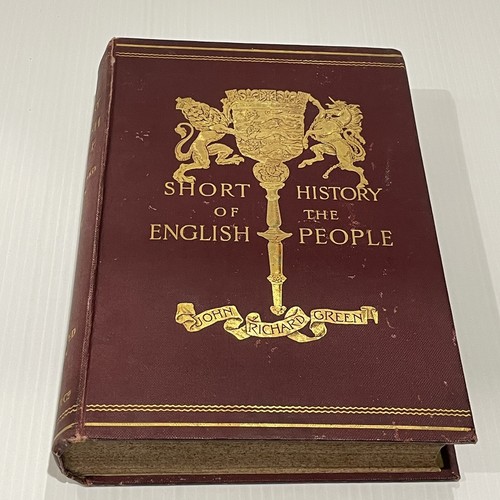 SHORT HISTORY
OF THE
ENGLISH PEOPLE
JOHN RICHARD GREEN